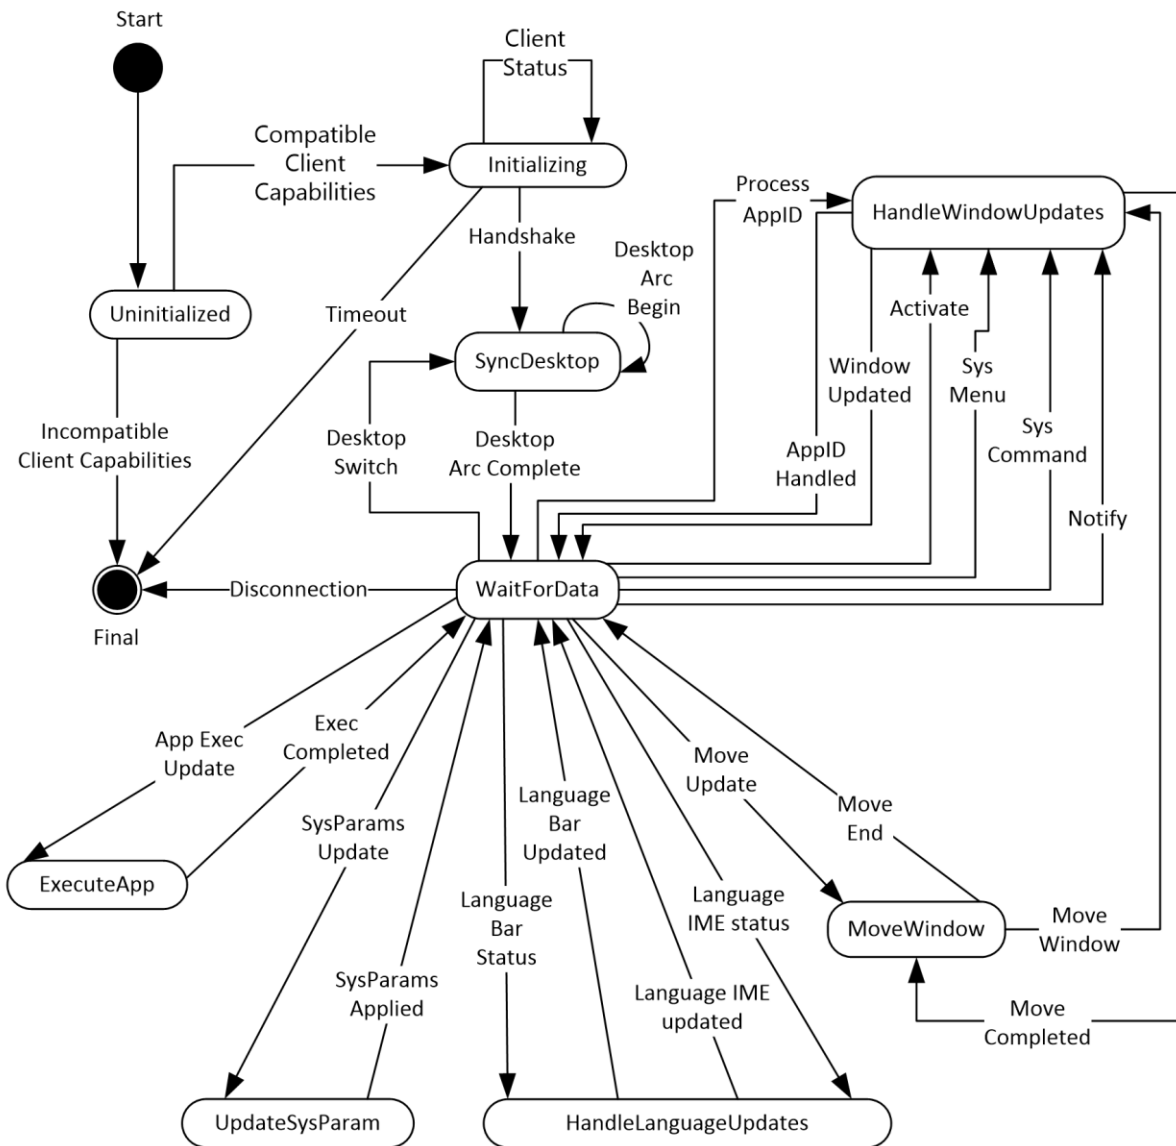 Start
Client
Status
Compatible
Client
Capabilities
Initializing
Process
AppID
HandleWindowUpdates
Handshake
Desktop
Arc
Begin
Uninitialized
Timeout
Activate
SyncDesktop
Window
Updated
Sys
Menu
Incompatible
Client Capabilities
Desktop
Switch
Desktop
Arc Complete
AppID
Handled
Sys
Command
Notify
Disconnection
WaitForData
Final
App Exec
Update
Exec
Completed
Move
Update
SysParams
Update
Language
Bar
Updated
Move
End
ExecuteApp
Language
Bar
Status
Language
IME status
MoveWindow
Move
Window
SysParams
Applied
Language IME
updated
Move
Completed
UpdateSysParam
HandleLanguageUpdates